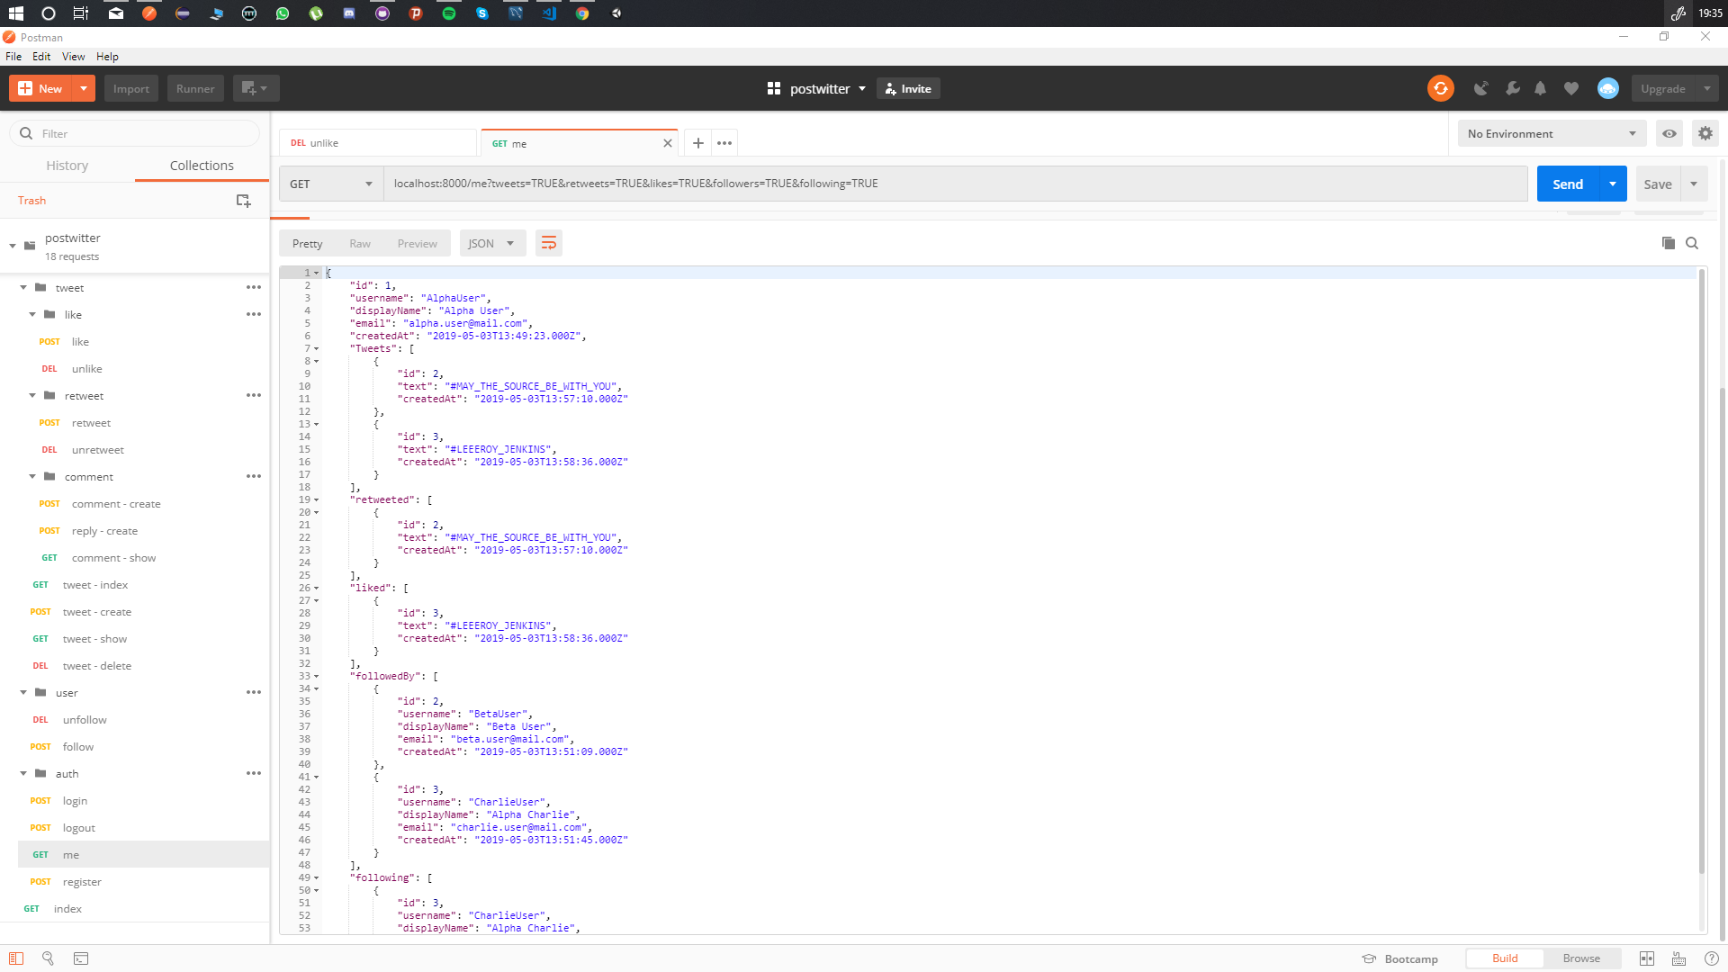 19:35
Postman
File Edit View Help
New Import Runner postwitter Invite Upgrade
Filter
History Collections
Trash
postwitter
18 requests
tweet
like
POST like
DEL unlike
retweet
POST retweet
DEL unretweet
comment
POST comment - create
POST reply - create
GET comment - show
GET tweet - index
POST tweet - create
GET tweet - show
DEL tweet - delete
user
DEL unfollow
POST follow
auth
POST login
POST logout
GET me
POST register
GET index
DEL unlike GET me No Environment
GET localhost:8000/me?tweets=TRUE&retweets=TRUE&likes=TRUE&followers=TRUE&following=TRUE Send Save
Pretty Raw Preview JSON
1 {
2 "id": 1,
3 "username": "AlphaUser",
4 "displayName": "Alpha User",
5 "email": "alpha.user@mail.com",
6 "createdAt": "2019-05-03T13:49:23.000Z",
7 "Tweets": [
8 {
9 "id": 2,
10 "text": "#MAY_THE_SOURCE_BE_WITH_YOU",
11 "createdAt": "2019-05-03T13:57:10.000Z"
12 },
13 {
14 "id": 3,
15 "text": "#LEEEROY_JENKINS",
16 "createdAt": "2019-05-03T13:58:36.000Z"
17 }
18 ],
19 "retweeted": [
20 {
21 "id": 2,
22 "text": "#MAY_THE_SOURCE_BE_WITH_YOU",
23 "createdAt": "2019-05-03T13:57:10.000Z"
24 }
25 ],
26 "liked": [
27 {
28 "id": 3,
29 "text": "#LEEEROY_JENKINS",
30 "createdAt": "2019-05-03T13:58:36.000Z"
31 }
32 ],
33 "followedBy": [
34 {
35 "id": 2,
36 "username": "BetaUser",
37 "displayName": "Beta User",
38 "email": "beta.user@mail.com",
39 "createdAt": "2019-05-03T13:51:09.000Z"
40 },
41 {
42 "id": 3,
43 "username": "CharlieUser",
44 "displayName": "Alpha Charlie",
45 "email": "charlie.user@mail.com",
46 "createdAt": "2019-05-03T13:51:45.000Z"
47 }
48 ],
49 "following": [
50 {
51 "id": 3,
52 "username": "CharlieUser",
53 "displayName": "Alpha Charlie",
Bootcamp Build Browse